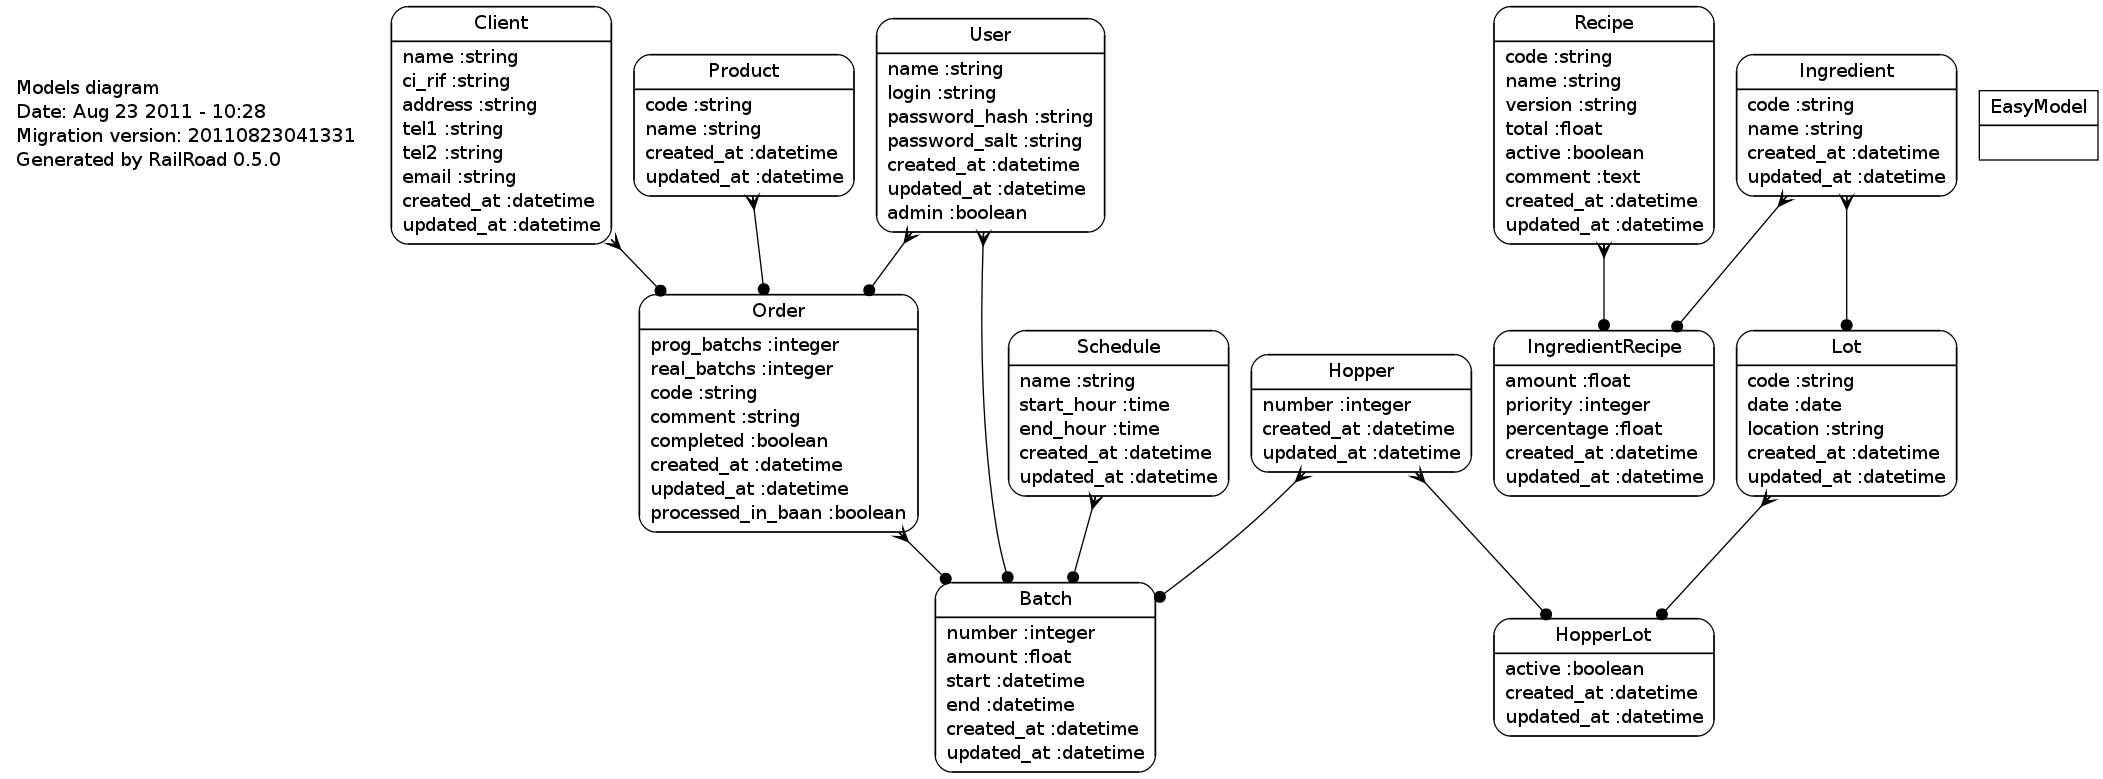 Models diagram
Date: Aug 23 2011 - 10:28
Migration version: 20110823041331
Generated by RailRoad 0.5.0
Client
name :string
ci_rif :string
address :string
tel1 :string
tel2 :string
email :string
created_at :datetime
updated_at :datetime
Product
code :string
name :string
created_at :datetime
updated_at :datetime
User
name :string
login :string
password_hash :string
password_salt :string
created_at :datetime
updated_at :datetime
admin :boolean
Recipe
code :string
name :string
version :string
total :float
active :boolean
comment :text
created_at :datetime
updated_at :datetime
Ingredient
code :string
name :string
created_at :datetime
updated_at :datetime
EasyModel
Order
prog_batchs :integer
real_batchs :integer
code :string
comment :string
completed :boolean
created_at :datetime
updated_at :datetime
processed_in_baan :boolean
Schedule
name :string
start_hour :time
end_hour :time
created_at :datetime
updated_at :datetime
Hopper
number :integer
created_at :datetime
updated_at :datetime
IngredientRecipe
amount :float
priority :integer
percentage :float
created_at :datetime
updated_at :datetime
Lot
code :string
date :date
location :string
created_at :datetime
updated_at :datetime
Batch
number :integer
amount :float
start :datetime
end :datetime
created_at :datetime
updated_at :datetime
HopperLot
active :boolean
created_at :datetime
updated_at :datetime